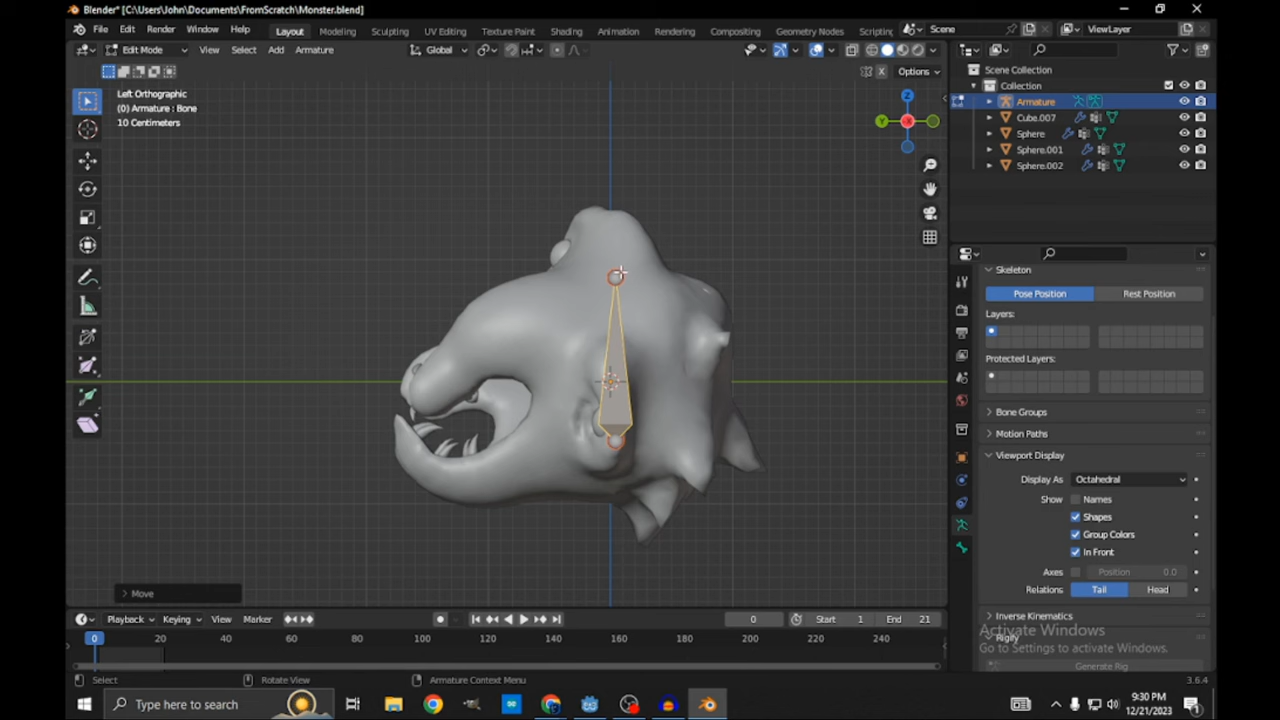 Blender* [C:\Users\John\Documents\FromScratch\Monster.blend]
File Edit Render Window Help Layout Modeling Sculpting UV Editing Texture Paint Shading Animation Rendering Compositing Geometry Nodes Scripting Scene ViewLayer
Edit Mode View Select Add Armature Global
Options
Left Orthographic
(0) Armature : Bone
10 Centimeters
Z
Y
X
Move
Scene Collection
Collection
Armature
Cube.007
Sphere
Sphere.001
Sphere.002
Skeleton
Pose Position Rest Position
Layers:
Protected Layers:
Bone Groups
Motion Paths
Viewport Display
Display As Octahedral
Show Names
Shapes
Group Colors
In Front
Axes Position 0.0
Relations Tail Head
Inverse Kinematics
Rigify
Generate Rig
Activate Windows
Go to Settings to activate Windows.
Playback Keying View Marker 0 Start 1 End 21
0 20 40 60 80 100 120 140 160 180 200 220 240
Select Rotate View Armature Context Menu 3.6.4
Type here to search
9:30 PM
12/21/2023
1